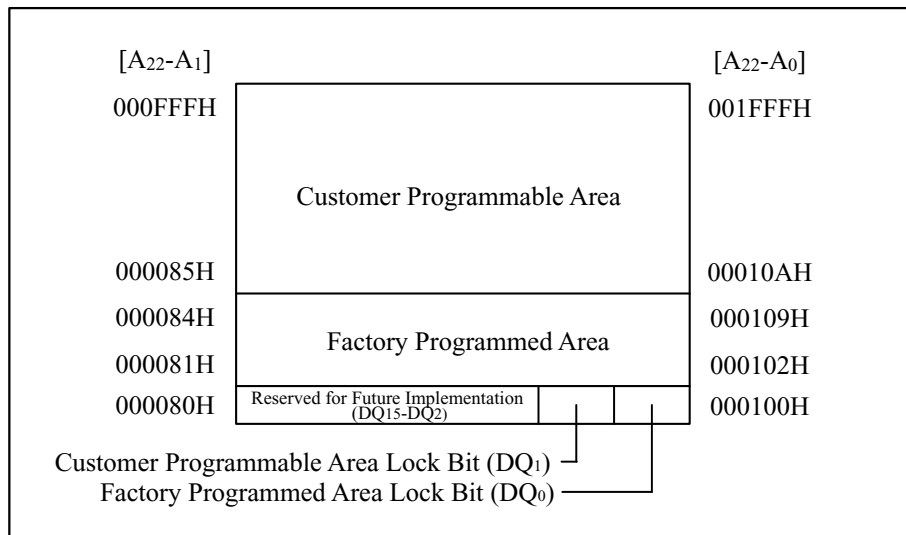 [A22-A1] [A22-A0]
000FFFH 001FFFH
Customer Programmable Area
000085H 00010AH
000084H 000109H
Factory Programmed Area
000081H 000102H
000080H Reserved for Future Implementation 000100H
(DQ15-DQ2)
Customer Programmable Area Lock Bit (DQ1)
Factory Programmed Area Lock Bit (DQ0)